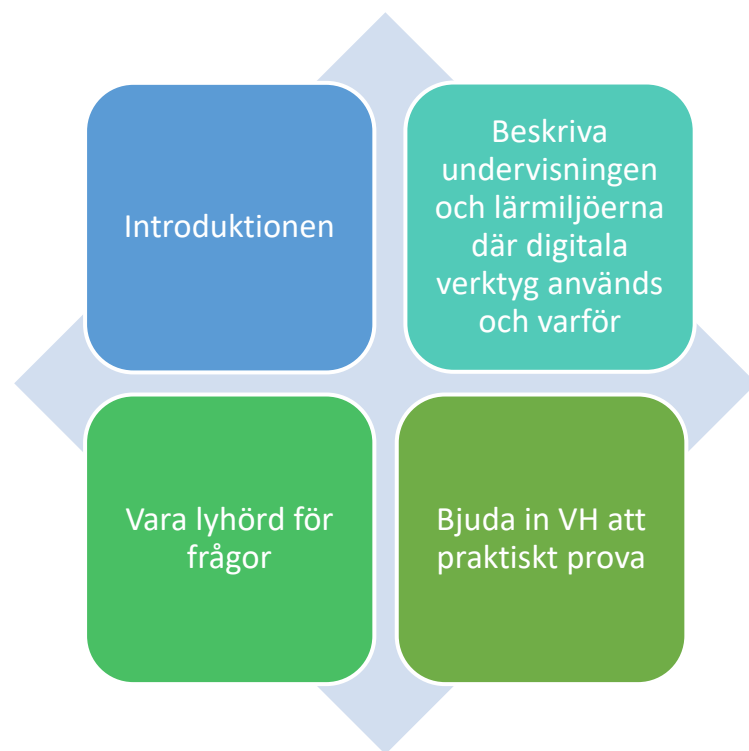 Introduktionen
Beskriva
undervisningen
och lärmiljöerna
där digitala
verktyg används
och varför
Vara lyhörd för
frågor
Bjuda in VH att
praktiskt prova